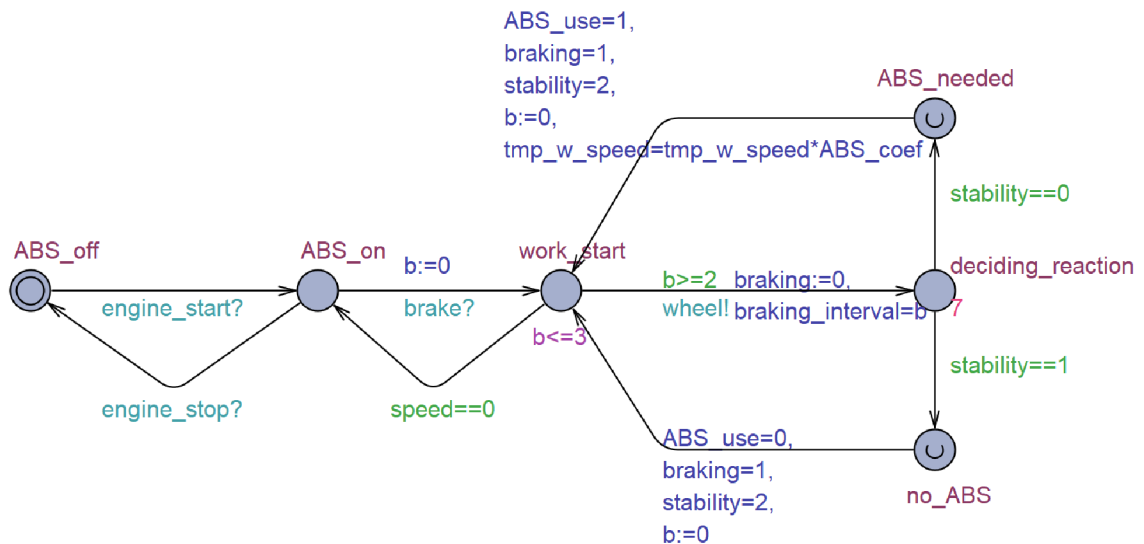 ABS_use=1,
braking=1,
stability=2,
b:=0,
tmp_w_speed=tmp_w_speed*ABS_coef
ABS_needed
stability==0
ABS_off
ABS_on
work_start
deciding_reaction
b:=0
b>=2
braking:=0,
engine_start?
brake?
wheel!
braking_interval=b
7
b<=3
stability==1
engine_stop?
speed==0
ABS_use=0,
braking=1,
stability=2,
b:=0
no_ABS